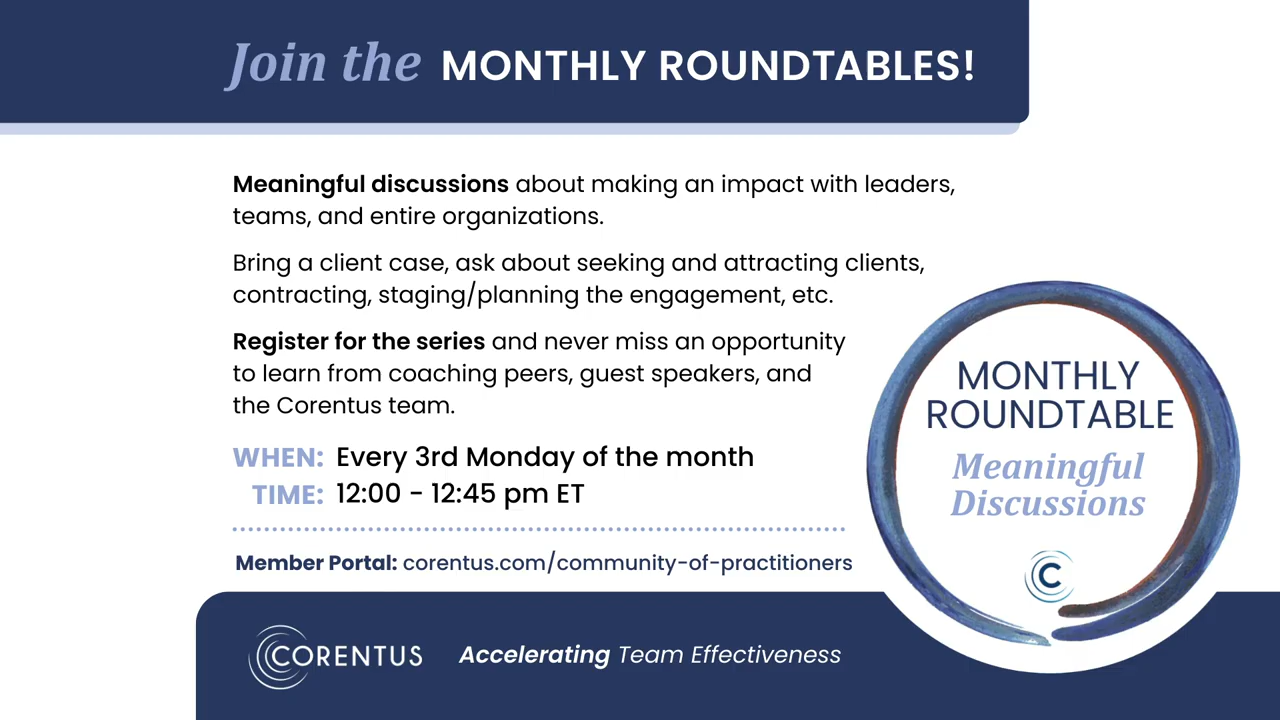 Join the MONTHLY ROUNDTABLES!
Meaningful discussions about making an impact with leaders,
teams, and entire organizations.
Bring a client case, ask about seeking and attracting clients,
contracting, staging/planning the engagement, etc.
Register for the series and never miss an opportunity
to learn from coaching peers, guest speakers, and
the Corentus team.
WHEN: Every 3rd Monday of the month
TIME: 12:00 - 12:45 pm ET
Member Portal: corentus.com/community-of-practitioners
MONTHLY
ROUNDTABLE
Meaningful
Discussions
C
CORENTUS
Accelerating Team Effectiveness